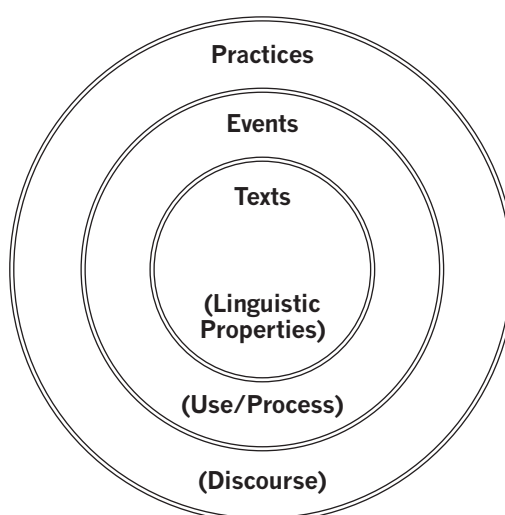 Practices
Events
Texts
(Linguistic
Properties)
(Use/Process)
(Discourse)